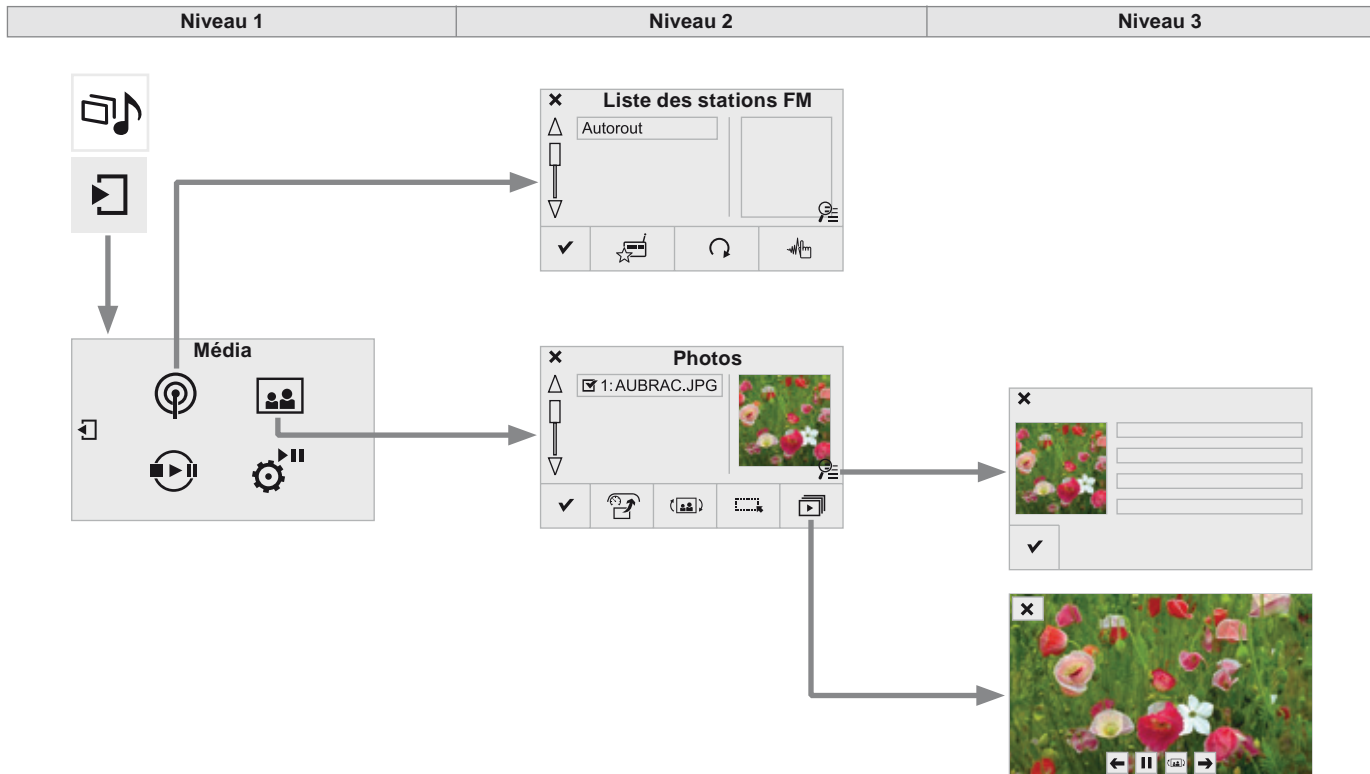 Niveau 1
Niveau 2
Niveau 3
Liste des stations FM
Autorout
Média
Photos
1: AUBRAC.JPG